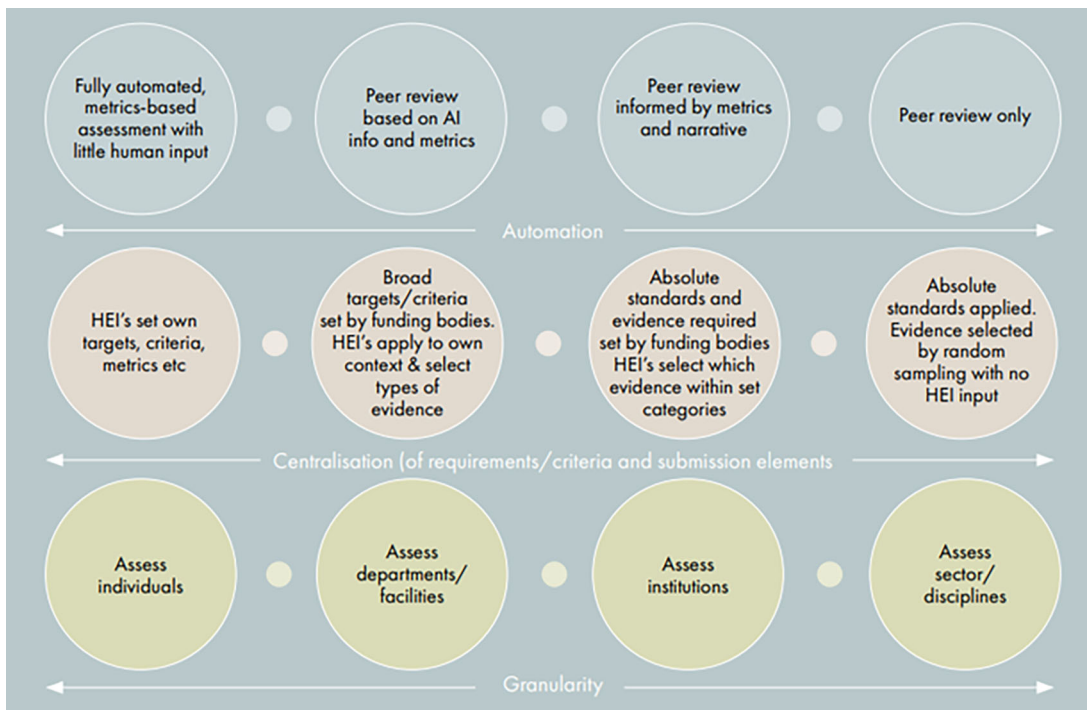 Fully automated,
metrics-based
assessment with
little human input
Peer review
based on AI
info and metrics
Peer review
informed by metrics
and narrative
Peer review only
Automation
HEI's set own
targets, criteria,
metrics etc
Broad
targets/criteria
set by funding bodies.
HEI's apply to own
context & select
types of
evidence
Absolute
standards and
evidence required
set by funding bodies
HEI's select which
evidence within set
categories
Absolute
standards applied.
Evidence selected
by random
sampling with no
HEI input
Centralisation (of requirements/criteria and submission elements
Assess
individuals
Assess
departments/
facilities
Assess
institutions
Assess
sector/
disciplines
Granularity